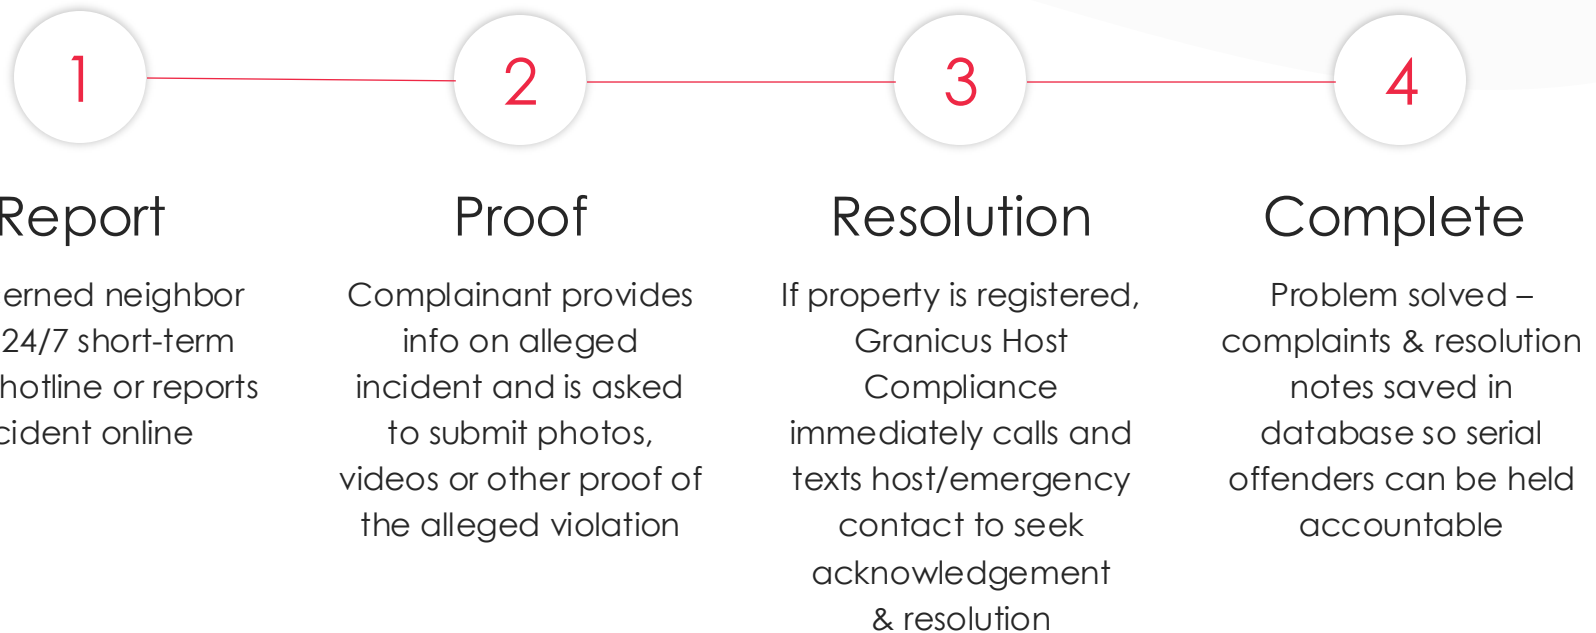 1
2
3
4
Report
erned neighbor
24/7 short-term
hotline or reports
cident online
Proof
Complainant provides
info on alleged
incident and is asked
to submit photos,
videos or other proof of
the alleged violation
Resolution
If property is registered,
Granicus Host
Compliance
immediately calls and
texts host/emergency
contact to seek
acknowledgement
& resolution
Complete
Problem solved –
complaints & resolution
notes saved in
database so serial
offenders can be held
accountable